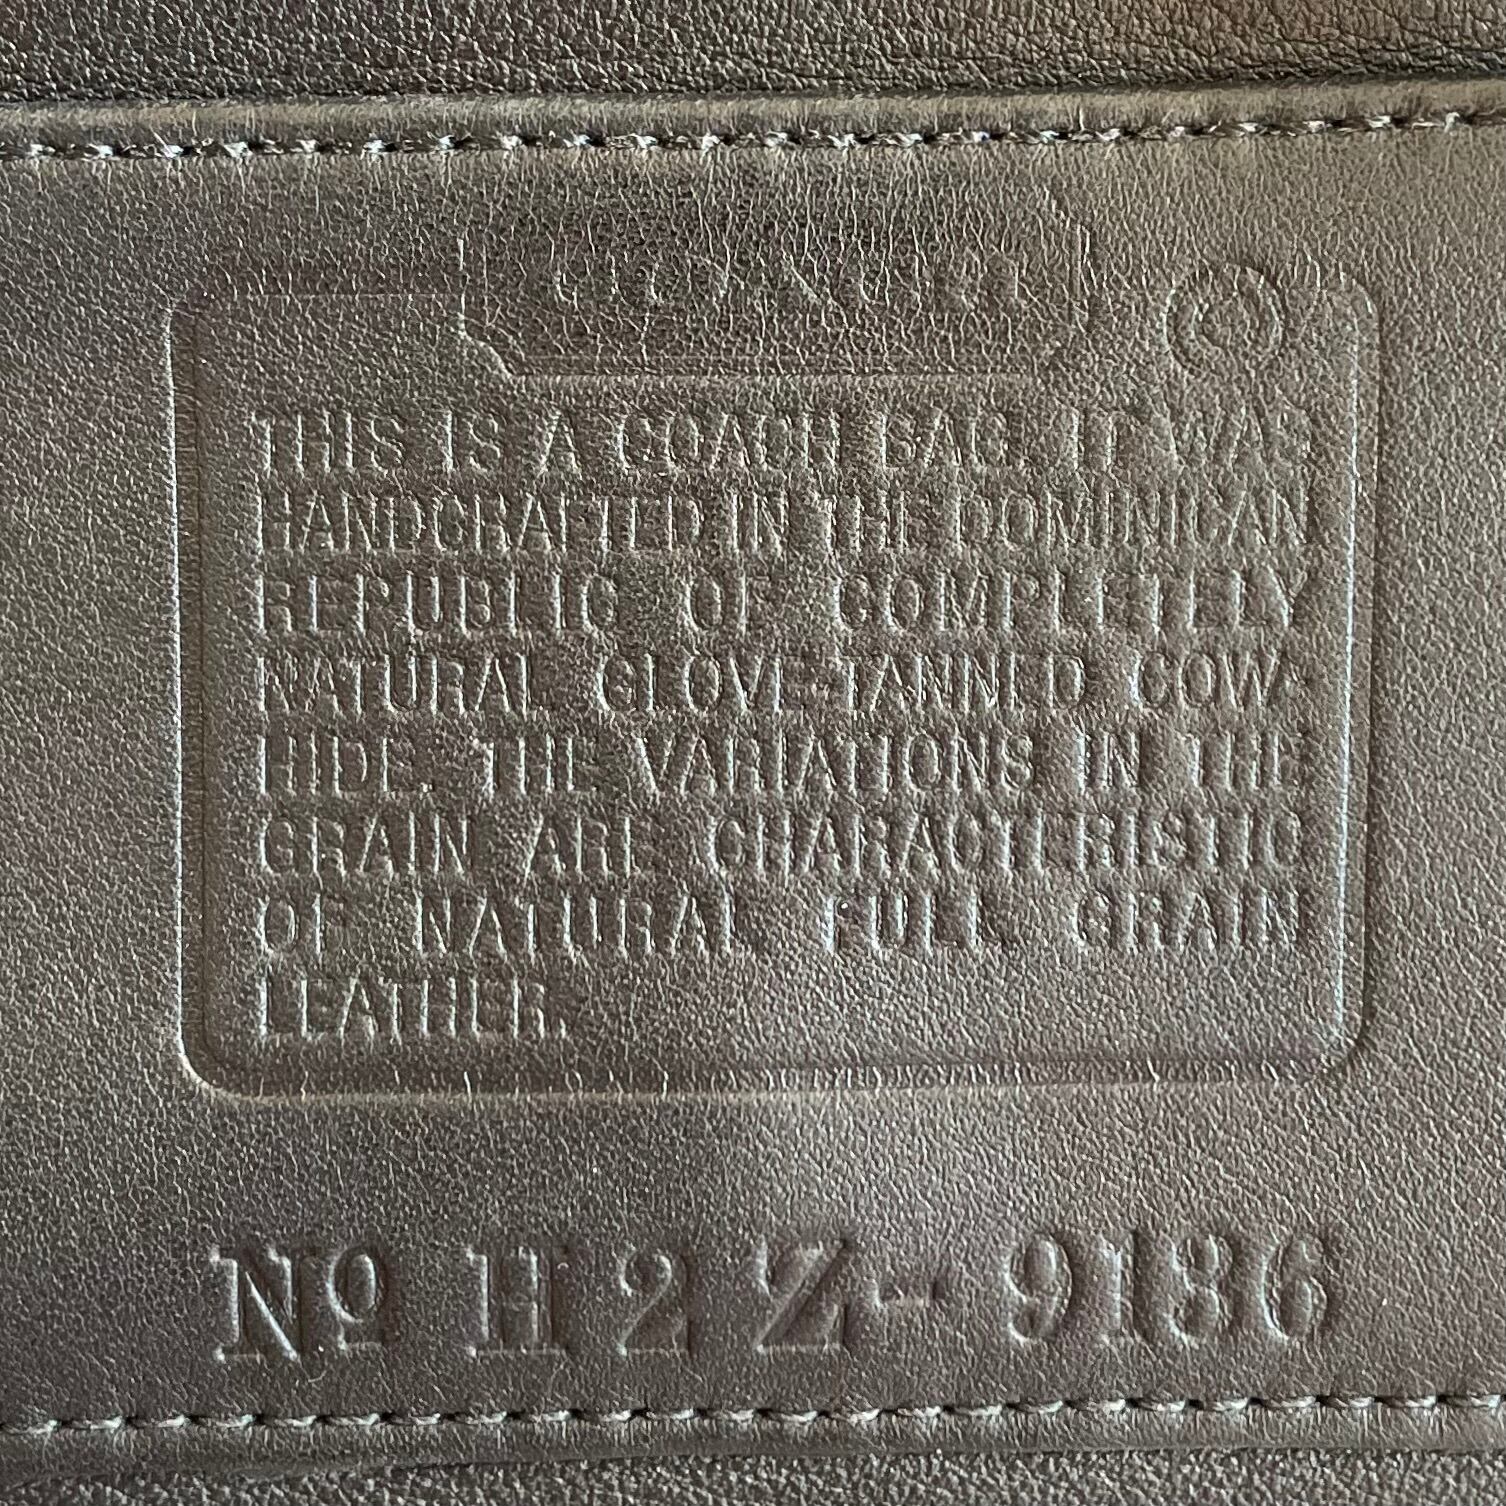 COACH
THIS IS A COACH BAG. IT WAS
HANDCRAFTED IN THE DOMINICAN
REPUBLIC OF COMPLETELY
NATURAL GLOVE-TANNED COW-
HIDE. THE VARIATIONS IN THE
GRAIN ARE CHARACTERISTIC
OF NATURAL FULL GRAIN
LEATHER.
Nº H2Z-9186